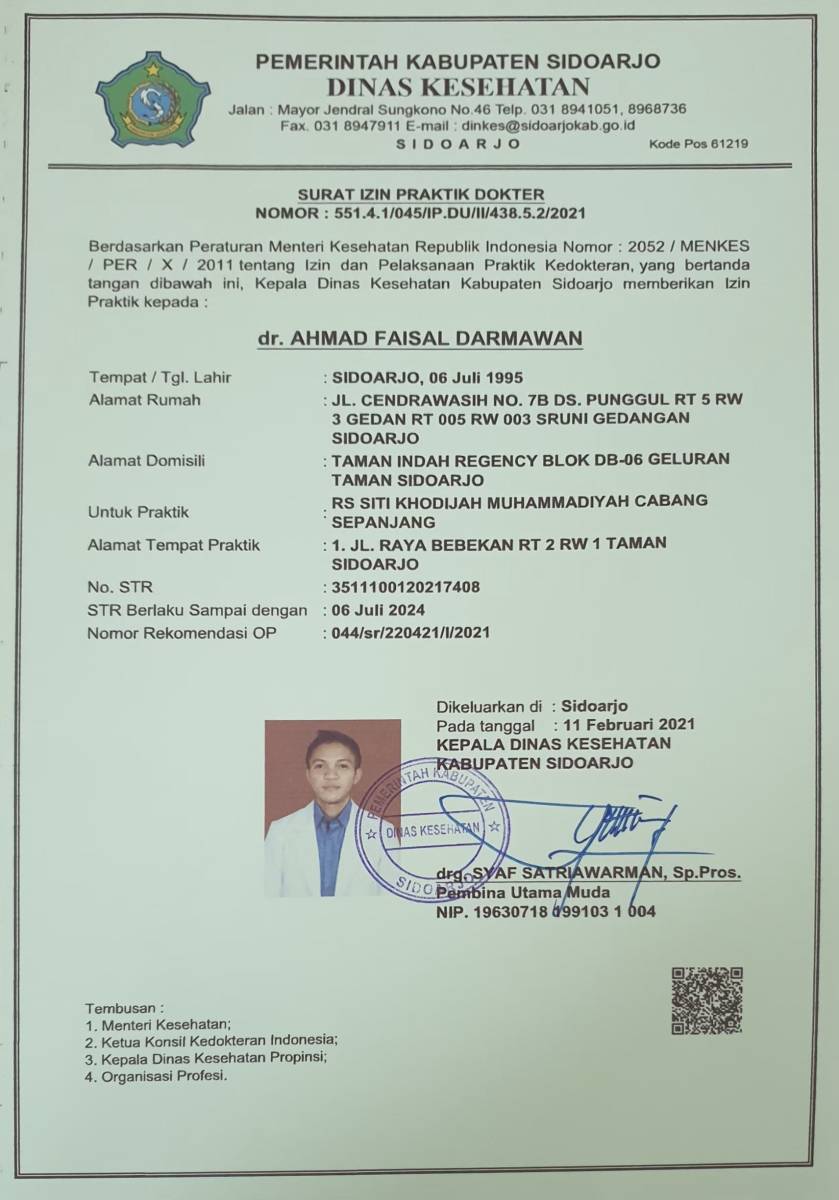 PEMERINTAH KABUPATEN SIDOARJO
DINAS KESEHATAN
Jalan : Mayor Jendral Sungkono No.46 Telp. 031 8941051, 8968736
Fax. 031 8947911 E-mail : dinkes@sidoarjokab.go.id
S I D O A R J O
Kode Pos 61219
SURAT IZIN PRAKTIK DOKTER
NOMOR : 551.4.1/045/IP.DU/II/438.5.2/2021
Berdasarkan Peraturan Menteri Kesehatan Republik Indonesia Nomor : 2052 / MENKES
/ PER / X / 2011 tentang Izin dan Pelaksanaan Praktik Kedokteran, yang bertanda
tangan dibawah ini, Kepala Dinas Kesehatan Kabupaten Sidoarjo memberikan Izin
Praktik kepada :
dr. AHMAD FAISAL DARMAWAN
Tempat / Tgl. Lahir : SIDOARJO, 06 Juli 1995
Alamat Rumah : JL. CENDRAWASIH NO. 7B DS. PUNGGUL RT 5 RW
3 GEDAN RT 005 RW 003 SRUNI GEDANGAN
SIDOARJO
Alamat Domisili : TAMAN INDAH REGENCY BLOK DB-06 GELURAN
TAMAN SIDOARJO
Untuk Praktik : RS SITI KHODIJAH MUHAMMADIYAH CABANG
SEPANJANG
Alamat Tempat Praktik : 1. JL. RAYA BEBEKAN RT 2 RW 1 TAMAN
SIDOARJO
No. STR : 3511100120217408
STR Berlaku Sampai dengan : 06 Juli 2024
Nomor Rekomendasi OP : 044/sr/220421/I/2021
Dikeluarkan di : Sidoarjo
Pada tanggal : 11 Februari 2021
KEPALA DINAS KESEHATAN
KABUPATEN SIDOARJO
PEMERINTAH KABUPATEN
DINAS KESEHATAN
SIDOARJO
drg. SYAF SATRIAWARMAN, Sp.Pros.
Pembina Utama Muda
NIP. 19630718 199103 1 004
Tembusan :
1. Menteri Kesehatan;
2. Ketua Konsil Kedokteran Indonesia;
3. Kepala Dinas Kesehatan Propinsi;
4. Organisasi Profesi.